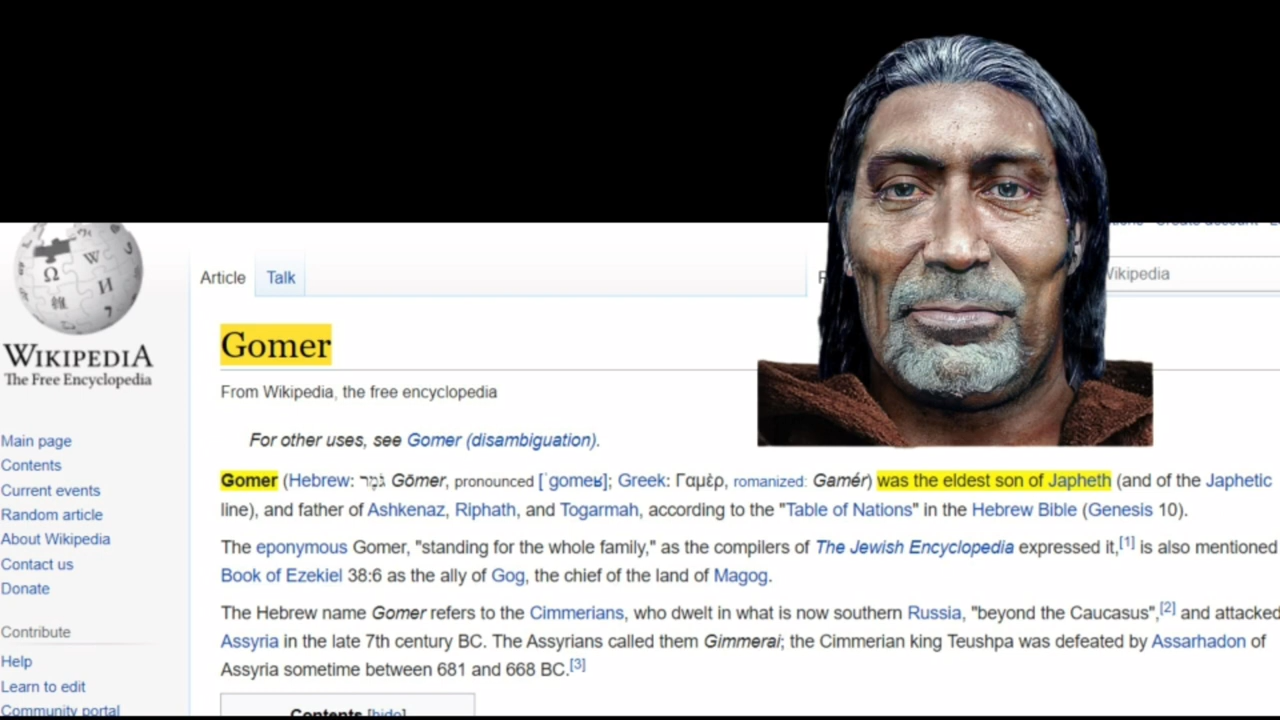 Article Talk
Wikipedia
WIKIPEDIA
The Free Encyclopedia
Main page
Contents
Current events
Random article
About Wikipedia
Contact us
Donate
Contribute
Help
Learn to edit
Community portal
Gomer
From Wikipedia, the free encyclopedia
For other uses, see Gomer (disambiguation).
Gomer (Hebrew: גֹּמֶר Gōmer, pronounced [ˈɡomeʁ]; Greek: Γαμὲρ, romanized: Gamér) was the eldest son of Japheth (and of the Japhetic
line), and father of Ashkenaz, Riphath, and Togarmah, according to the "Table of Nations" in the Hebrew Bible (Genesis 10).
The eponymous Gomer, "standing for the whole family," as the compilers of The Jewish Encyclopedia expressed it,[1] is also mentioned
Book of Ezekiel 38:6 as the ally of Gog, the chief of the land of Magog.
The Hebrew name Gomer refers to the Cimmerians, who dwelt in what is now southern Russia, "beyond the Caucasus",[2] and attacked
Assyria in the late 7th century BC. The Assyrians called them Gimmerai; the Cimmerian king Teushpa was defeated by Assarhadon of
Assyria sometime between 681 and 668 BC.[3]
Contents [hide]